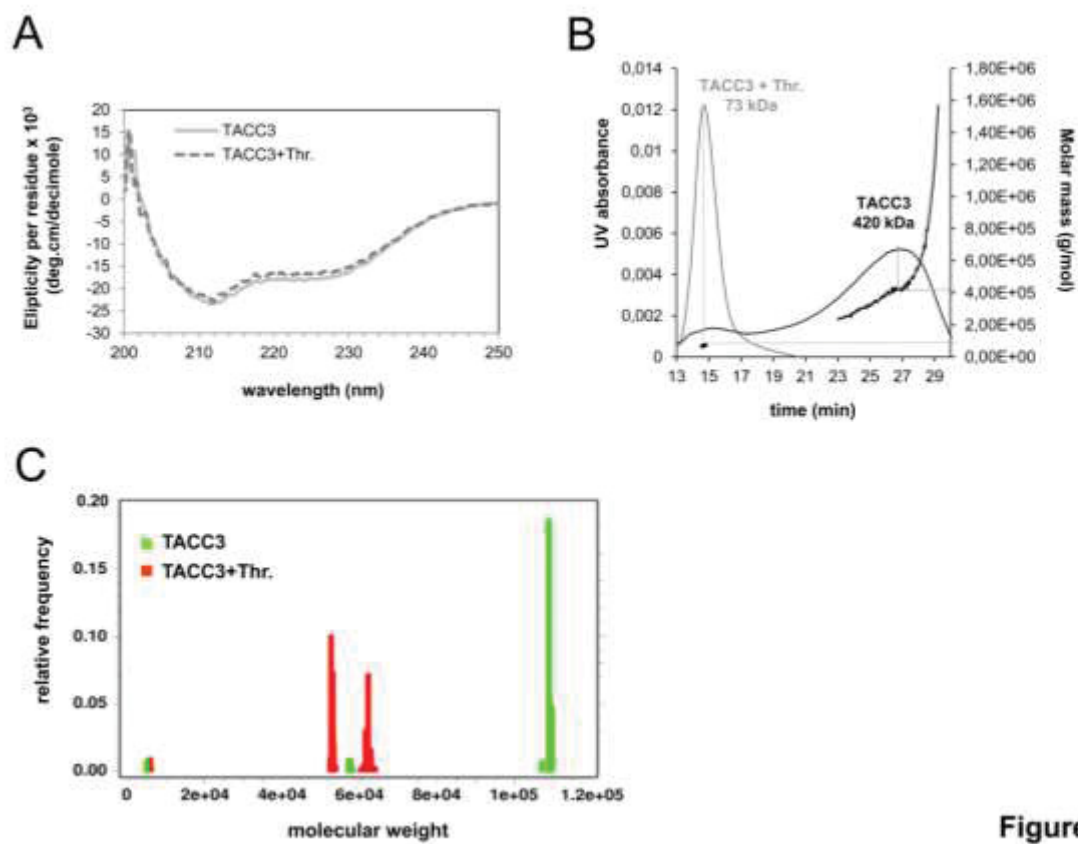 A
Elipticity per residue x 10³
(deg.cm/decimole)
20
15
10
5
0
-5
-10
-15
-20
-25
-30
TACC3
TACC3+Thr.
200 210 220 230 240 250
wavelength (nm)
B
UV absorbance
0,014
0,012
0,01
0,008
0,006
0,004
0,002
0
TACC3 + Thr.
73 kDa
TACC3
420 kDa
1,80E+06
1,60E+06
1,40E+06
1,20E+06
1,00E+06
8,00E+05
6,00E+05
4,00E+05
2,00E+05
0,00E+00
Molar mass (g/mol)
13 15 17 19 21 23 25 27 29
time (min)
C
relative frequency
0.20
0.15
0.10
0.05
0.00
TACC3
TACC3+Thr.
0 2e+04 4e+04 6e+04 8e+04 1e+05 1.2e+05
molecular weight
Figure